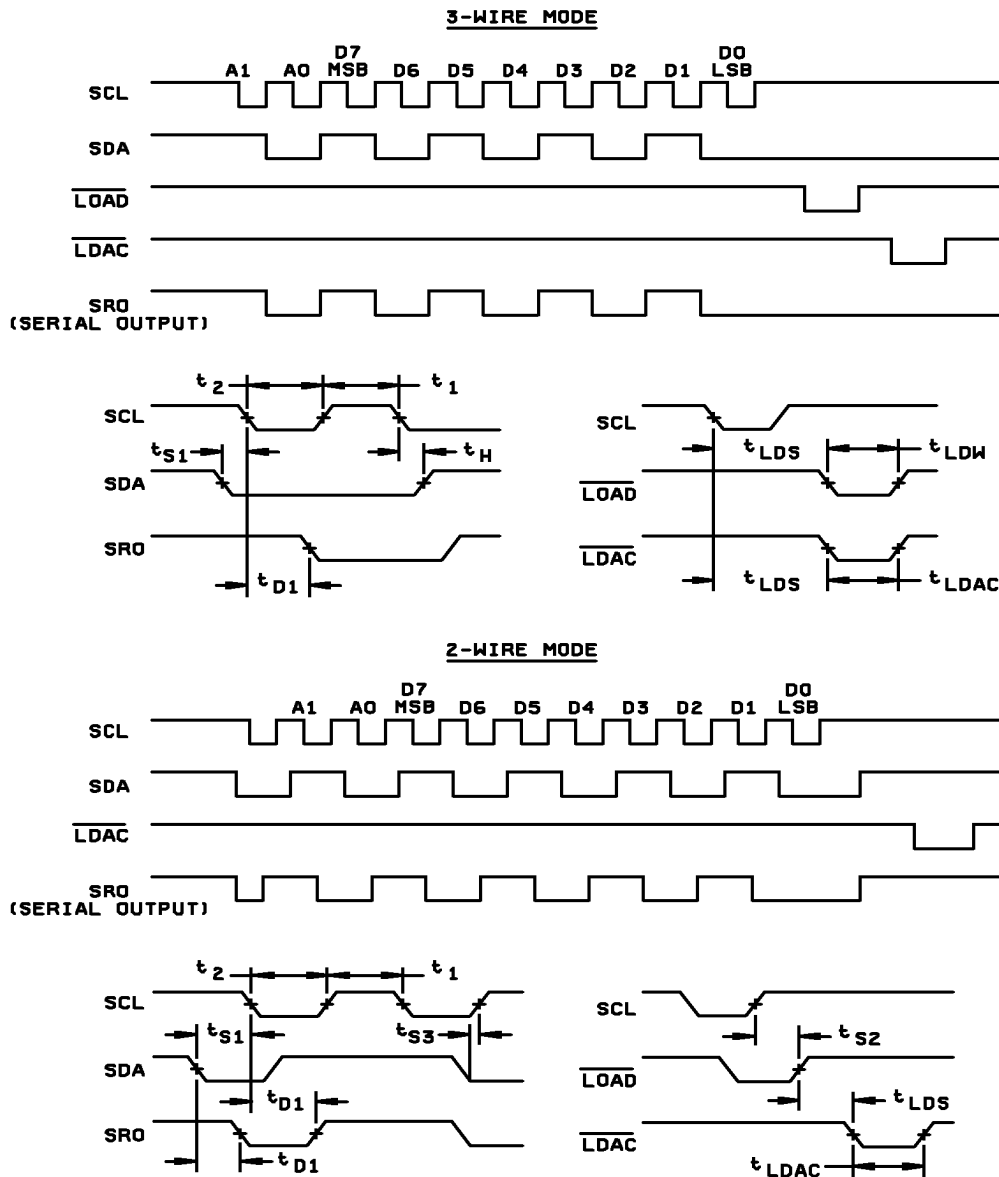 3-WIRE MODE
D7 D0
A1 A0 MSB D6 D5 D4 D3 D2 D1 LSB
SCL
SDA
LOAD
LDAC
SRO
(SERIAL OUTPUT)
t2 t1
SCL
tS1 tH
SDA
SRO
tD1
SCL
tLDS tLDW
LOAD
LDAC
tLDS tLDAC
2-WIRE MODE
D7 D0
A1 A0 MSB D6 D5 D4 D3 D2 D1 LSB
SCL
SDA
LDAC
SRO
(SERIAL OUTPUT)
t2 t1
SCL
tS1 tS3
SDA
tD1
SRO
tD1
SCL
tS2
LOAD
tLDS
LDAC
tLDAC